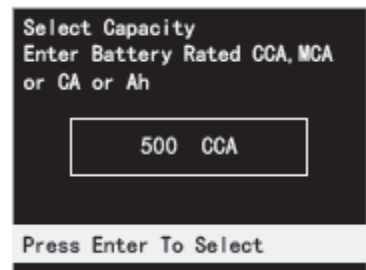 Select Capacity
Enter Battery Rated CCA,MCA
or CA or Ah
500 CCA
Press Enter To Select